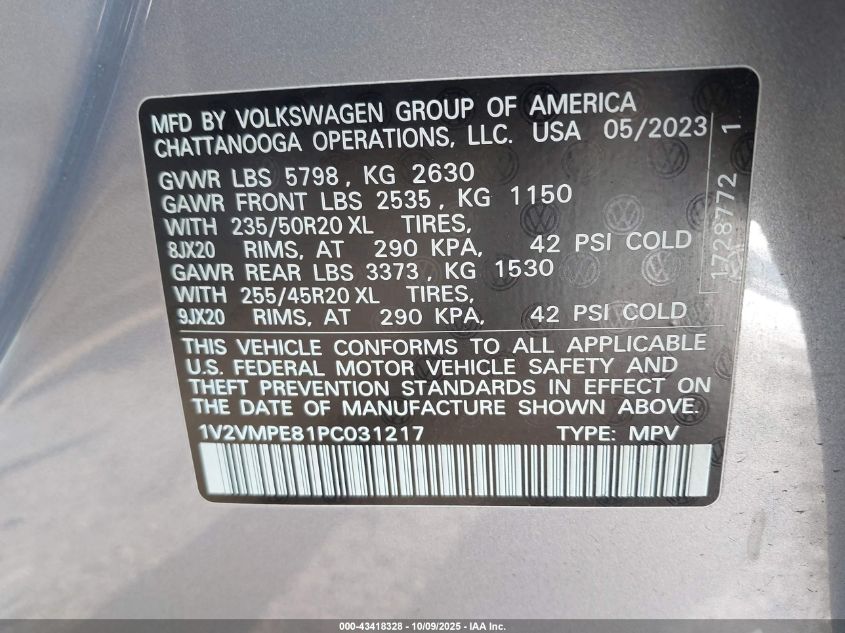 MFD BY VOLKSWAGEN GROUP OF AMERICA
CHATTANOOGA OPERATIONS, LLC. USA 05/2023
GVWR LBS 5798, KG 2630
GAWR FRONT LBS 2535, KG 1150
WITH 235/50R20 XL TIRES,
8JX20 RIMS, AT 290 KPA, 42 PSI COLD
GAWR REAR LBS 3373, KG 1530
WITH 255/45R20 XL TIRES,
9JX20 RIMS, AT 290 KPA, 42 PSI COLD
1728772 1
THIS VEHICLE CONFORMS TO ALL APPLICABLE
U.S. FEDERAL MOTOR VEHICLE SAFETY AND
THEFT PREVENTION STANDARDS IN EFFECT ON
THE DATE OF MANUFACTURE SHOWN ABOVE.
1V2VMPE81PC031217 TYPE: MPV
000-43418328 - 10/09/2025 - IAA Inc.